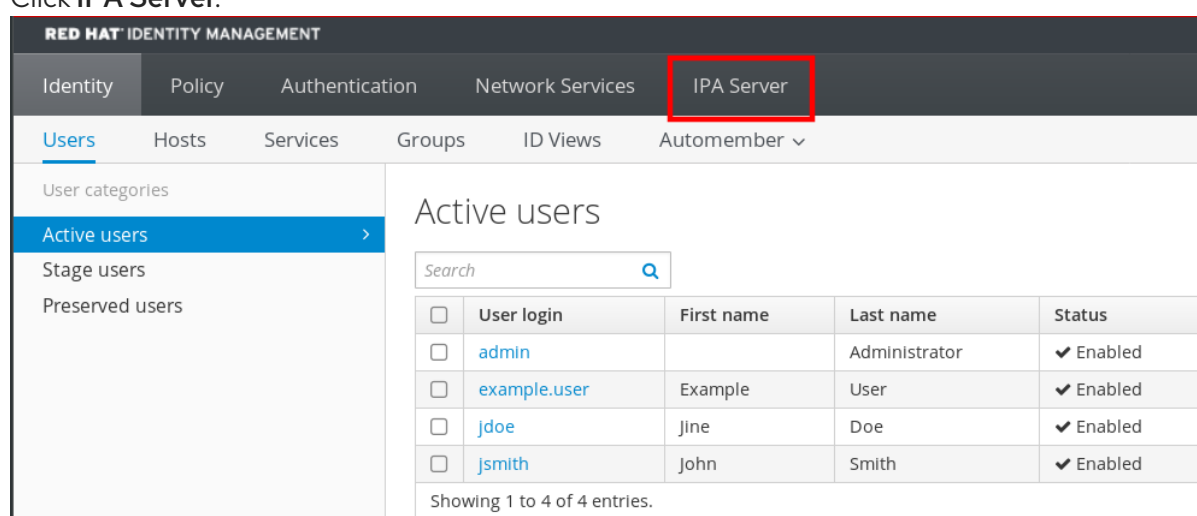 Click IPA Server.
RED HAT® IDENTITY MANAGEMENT
Identity Policy Authentication Network Services IPA Server
Users Hosts Services Groups ID Views Automember
User categories
Active users
Stage users
Preserved users
Active users
Search
User login First name Last name Status
admin Administrator ✔ Enabled
example.user Example User ✔ Enabled
jdoe Jine Doe ✔ Enabled
jsmith John Smith ✔ Enabled
Showing 1 to 4 of 4 entries.